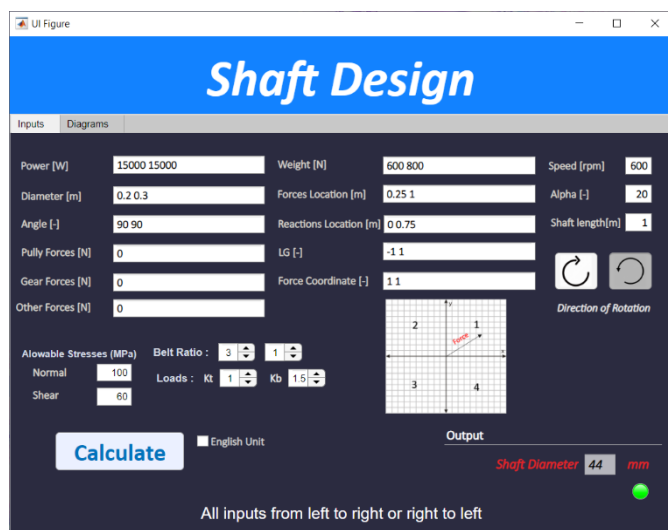 UI Figure
Shaft Design
Inputs Diagrams
Power [W] 15000 15000 Weight [N] 600 800 Speed [rpm] 600
Diameter [m] 0.2 0.3 Forces Location [m] 0.25 1 Alpha [-] 20
Angle [-] 90 90 Reactions Location [m] 0 0.75 Shaft length[m] 1
Pully Forces [N] 0 LG [-] -1 1
Gear Forces [N] 0 Force Coordinate [-] 1 1
Other Forces [N] 0 Direction of Rotation
y
2 1
Force
x
3 4
Alowable Stresses (MPa) Belt Ratio : 3 1
Normal 100 Loads : Kt 1 Kb 1.5
Shear 60
Calculate English Unit Output
Shaft Diameter 44 mm
All inputs from left to right or right to left